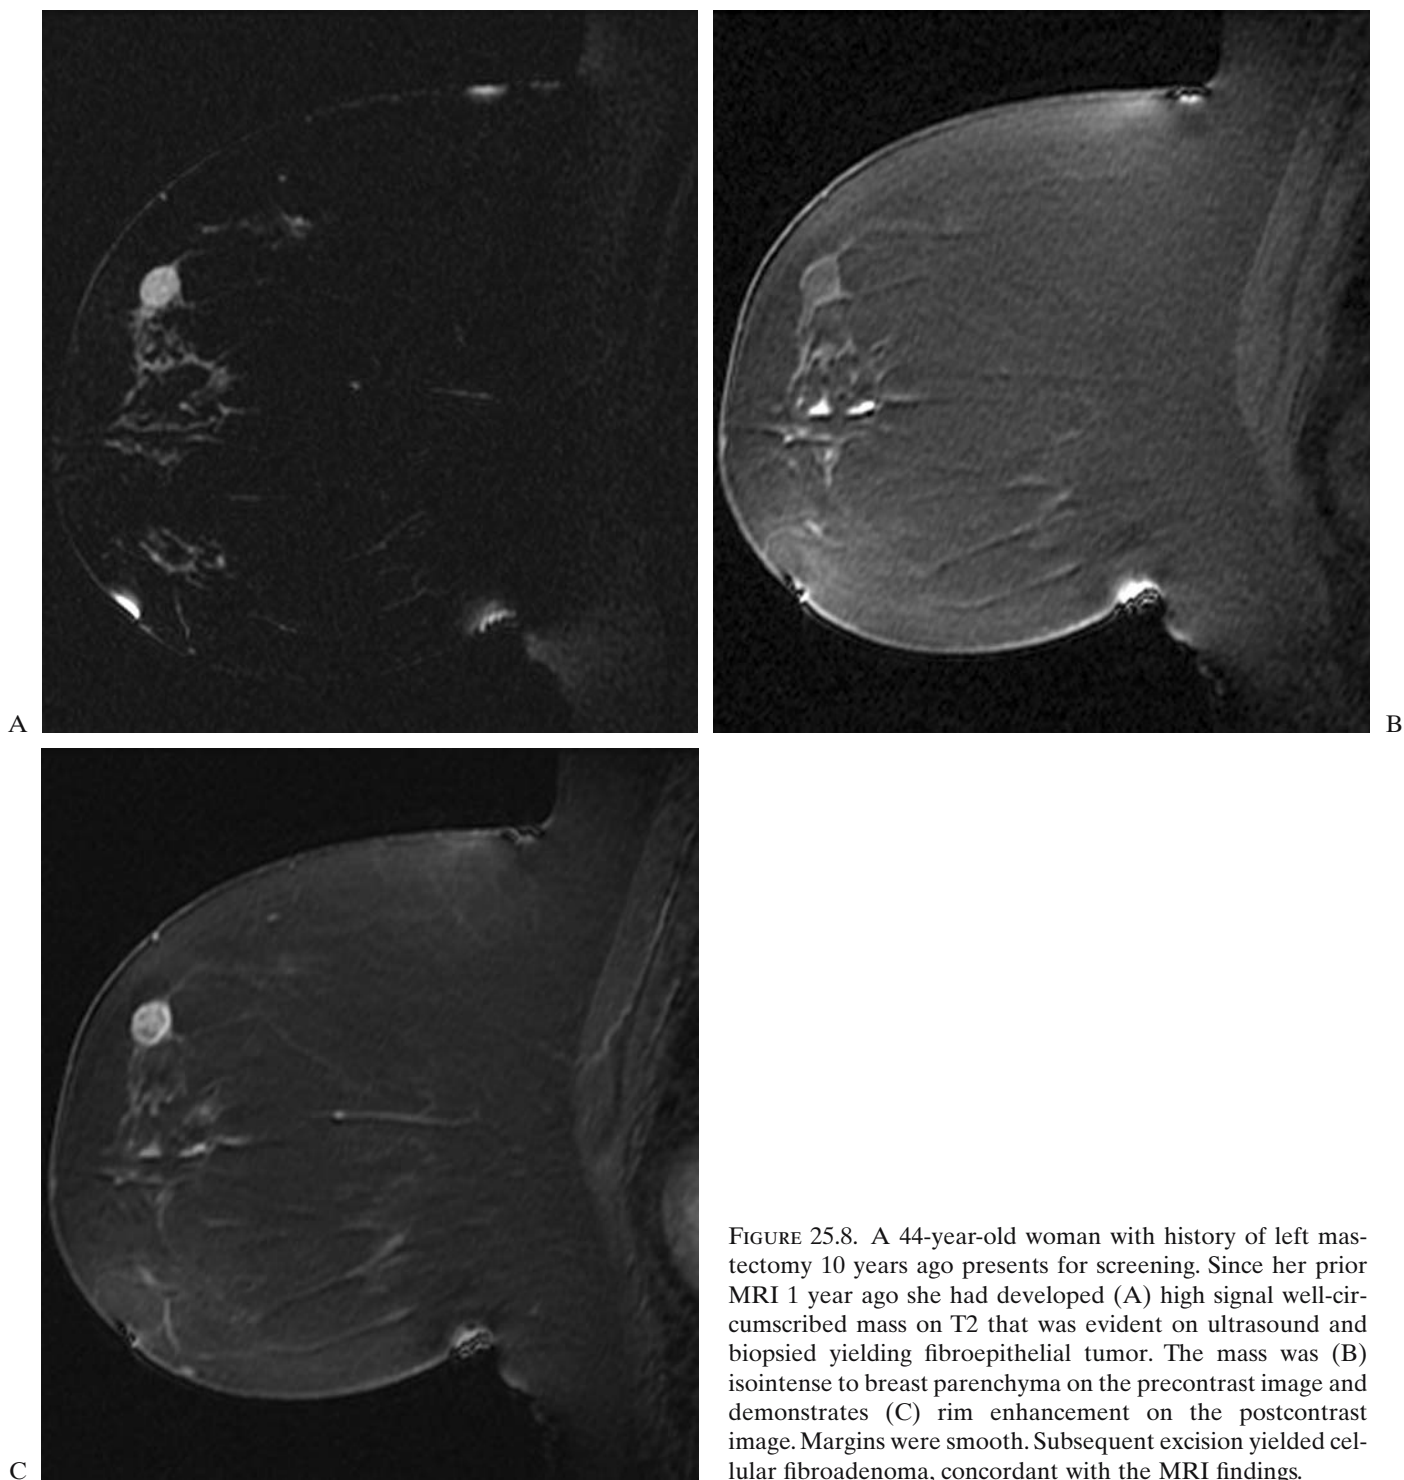 A
B
C
FIGURE 25.8. A 44-year-old woman with history of left mas-
tectomy 10 years ago presents for screening. Since her prior
MRI 1 year ago she had developed (A) high signal well-cir-
cumscribed mass on T2 that was evident on ultrasound and
biopsied yielding fibroepithelial tumor. The mass was (B)
isointense to breast parenchyma on the precontrast image and
demonstrates (C) rim enhancement on the postcontrast
image. Margins were smooth. Subsequent excision yielded cel-
lular fibroadenoma, concordant with the MRI findings.